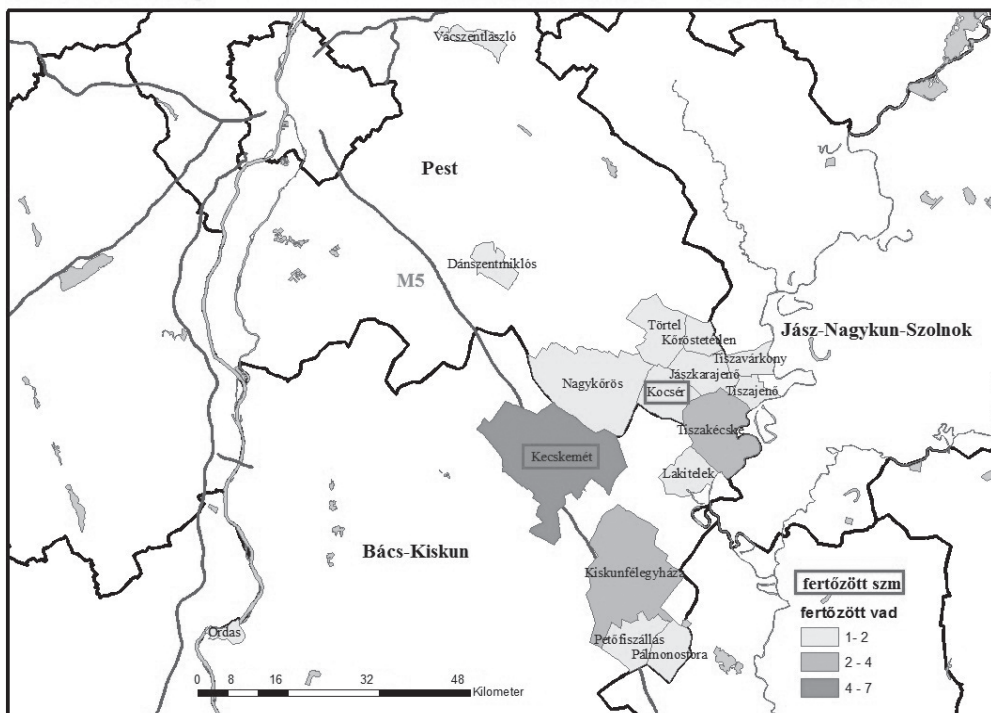 Vácszentlászló
Pest
Dánszentmiklós
M5
Törtel
Kőröstetétlen
Jász-Nagykun-Szolnok
Tiszavárkony
Jászkarajenő
Nagykőrös
Kocsér
Tiszajenő
Tiszakécske
Kecskemét
Lakitelek
Bács-Kiskun
Kiskunfélegyháza
fertőzött szm
fertőzött vad
1 - 2
2 - 4
4 - 7
Ordas
Petőfiszállás
Pálmonostora
0 8 16 32 48
Kilometer